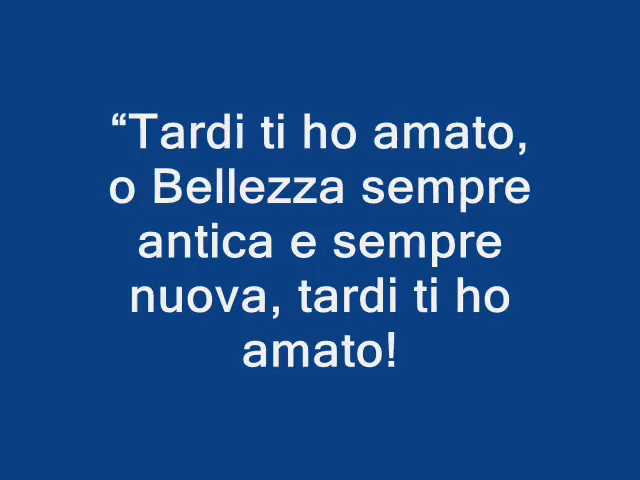 “Tardi ti ho amato,
o Bellezza sempre
antica e sempre
nuova, tardi ti ho
amato!